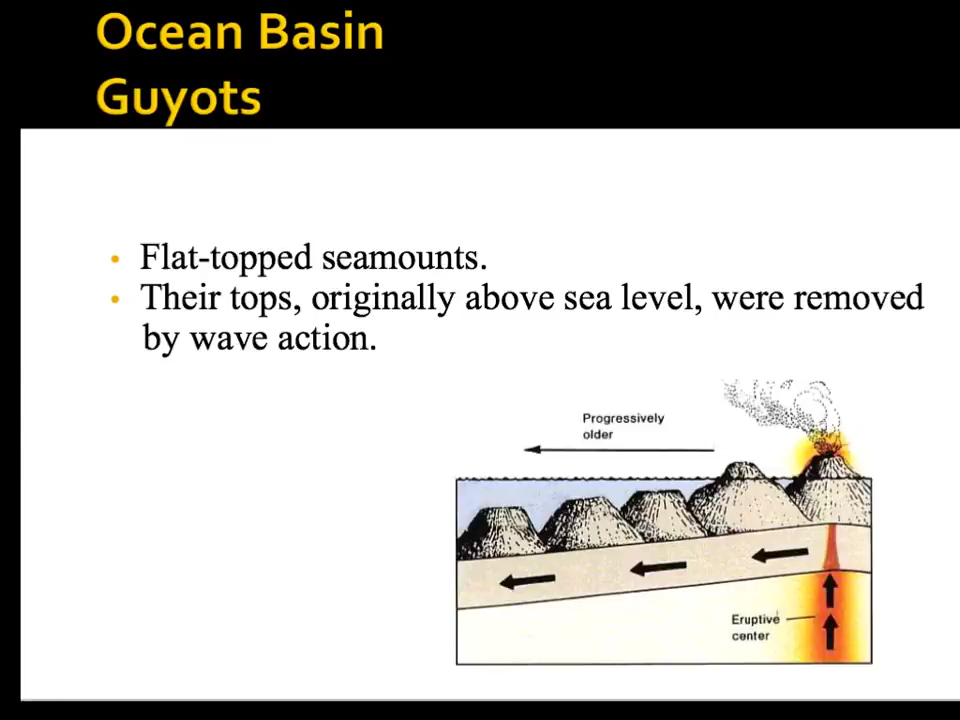 Ocean Basin
Guyots
• Flat-topped seamounts.
• Their tops, originally above sea level, were removed
by wave action.
Progressively
older
Eruptive
center